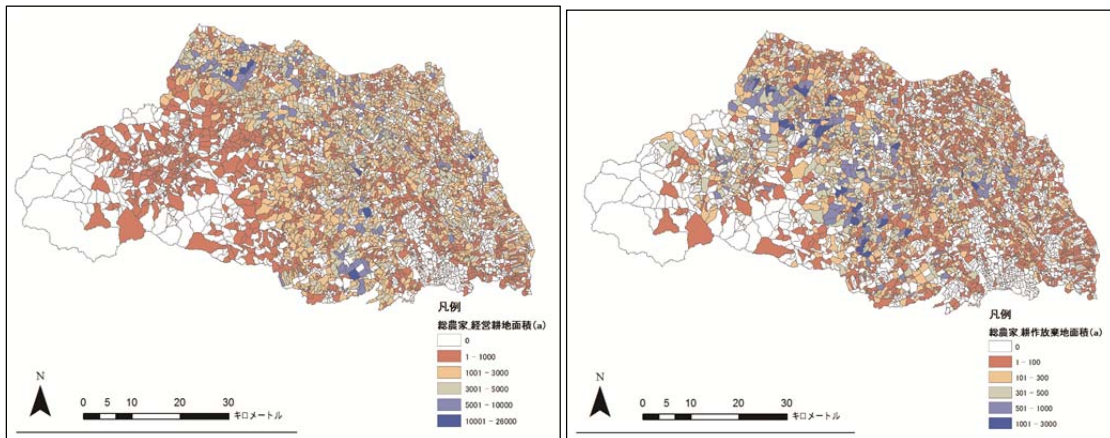 凡例
総農家_経営耕地面積(a)
0
1 - 1000
1001 - 3000
3001 - 5000
5001 - 10000
10001 - 26000
N
0 5 10 20 30
キロメートル
凡例
総農家_耕作放棄地面積(a)
0
1 - 100
101 - 300
301 - 500
501 - 1000
1001 - 3000
N
0 5 10 20 30
キロメートル